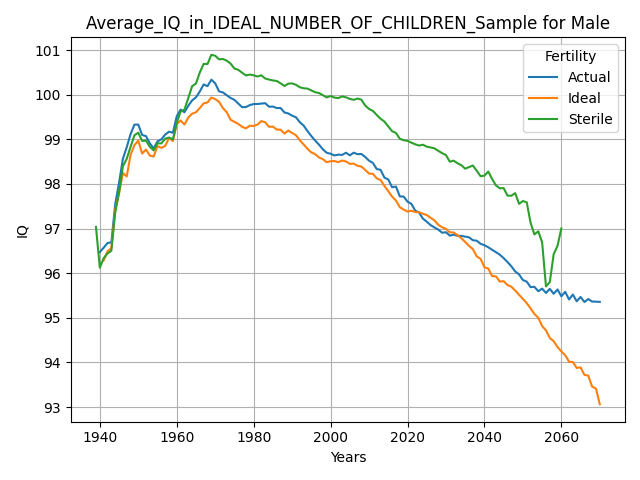 Average_IQ_in_IDEAL_NUMBER_OF_CHILDREN_Sample for Male
Fertility
Actual
Ideal
Sterile
101
100
99
98
97
96
95
94
93
IQ
1940
1960
1980
2000
2020
2040
2060
Years